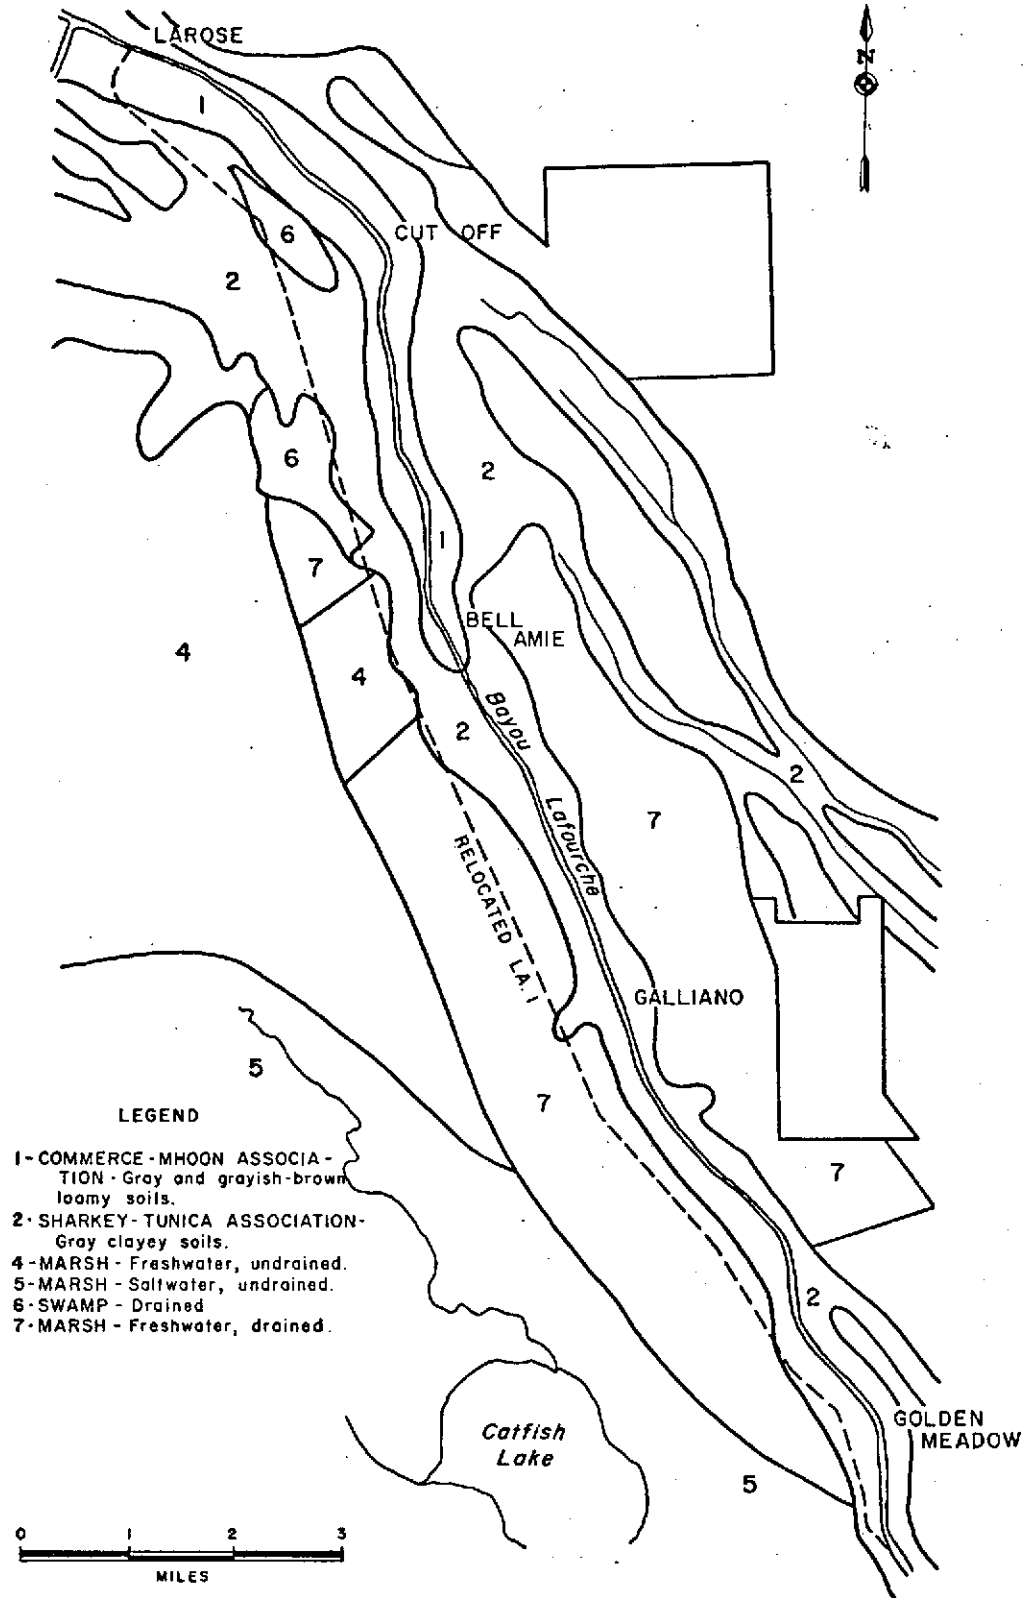 LAROSE
N
1
6
CUT OFF
2
2
6
1
7
BELL
AMIE
4
4
Bayou
2
2
Lafourche
7
RELOCATED LA. 1
GALLIANO
5
7
7
LEGEND
1-COMMERCE-MHOON ASSOCIA-
TION - Gray and grayish-brown
loamy soils.
2-SHARKEY-TUNICA ASSOCIATION-
Gray clayey soils.
4-MARSH - Freshwater, undrained.
5-MARSH - Saltwater, undrained.
6-SWAMP - Drained
7-MARSH - Freshwater, drained.
2
GOLDEN
MEADOW
Catfish
Lake
5
0 1 2 3
MILES